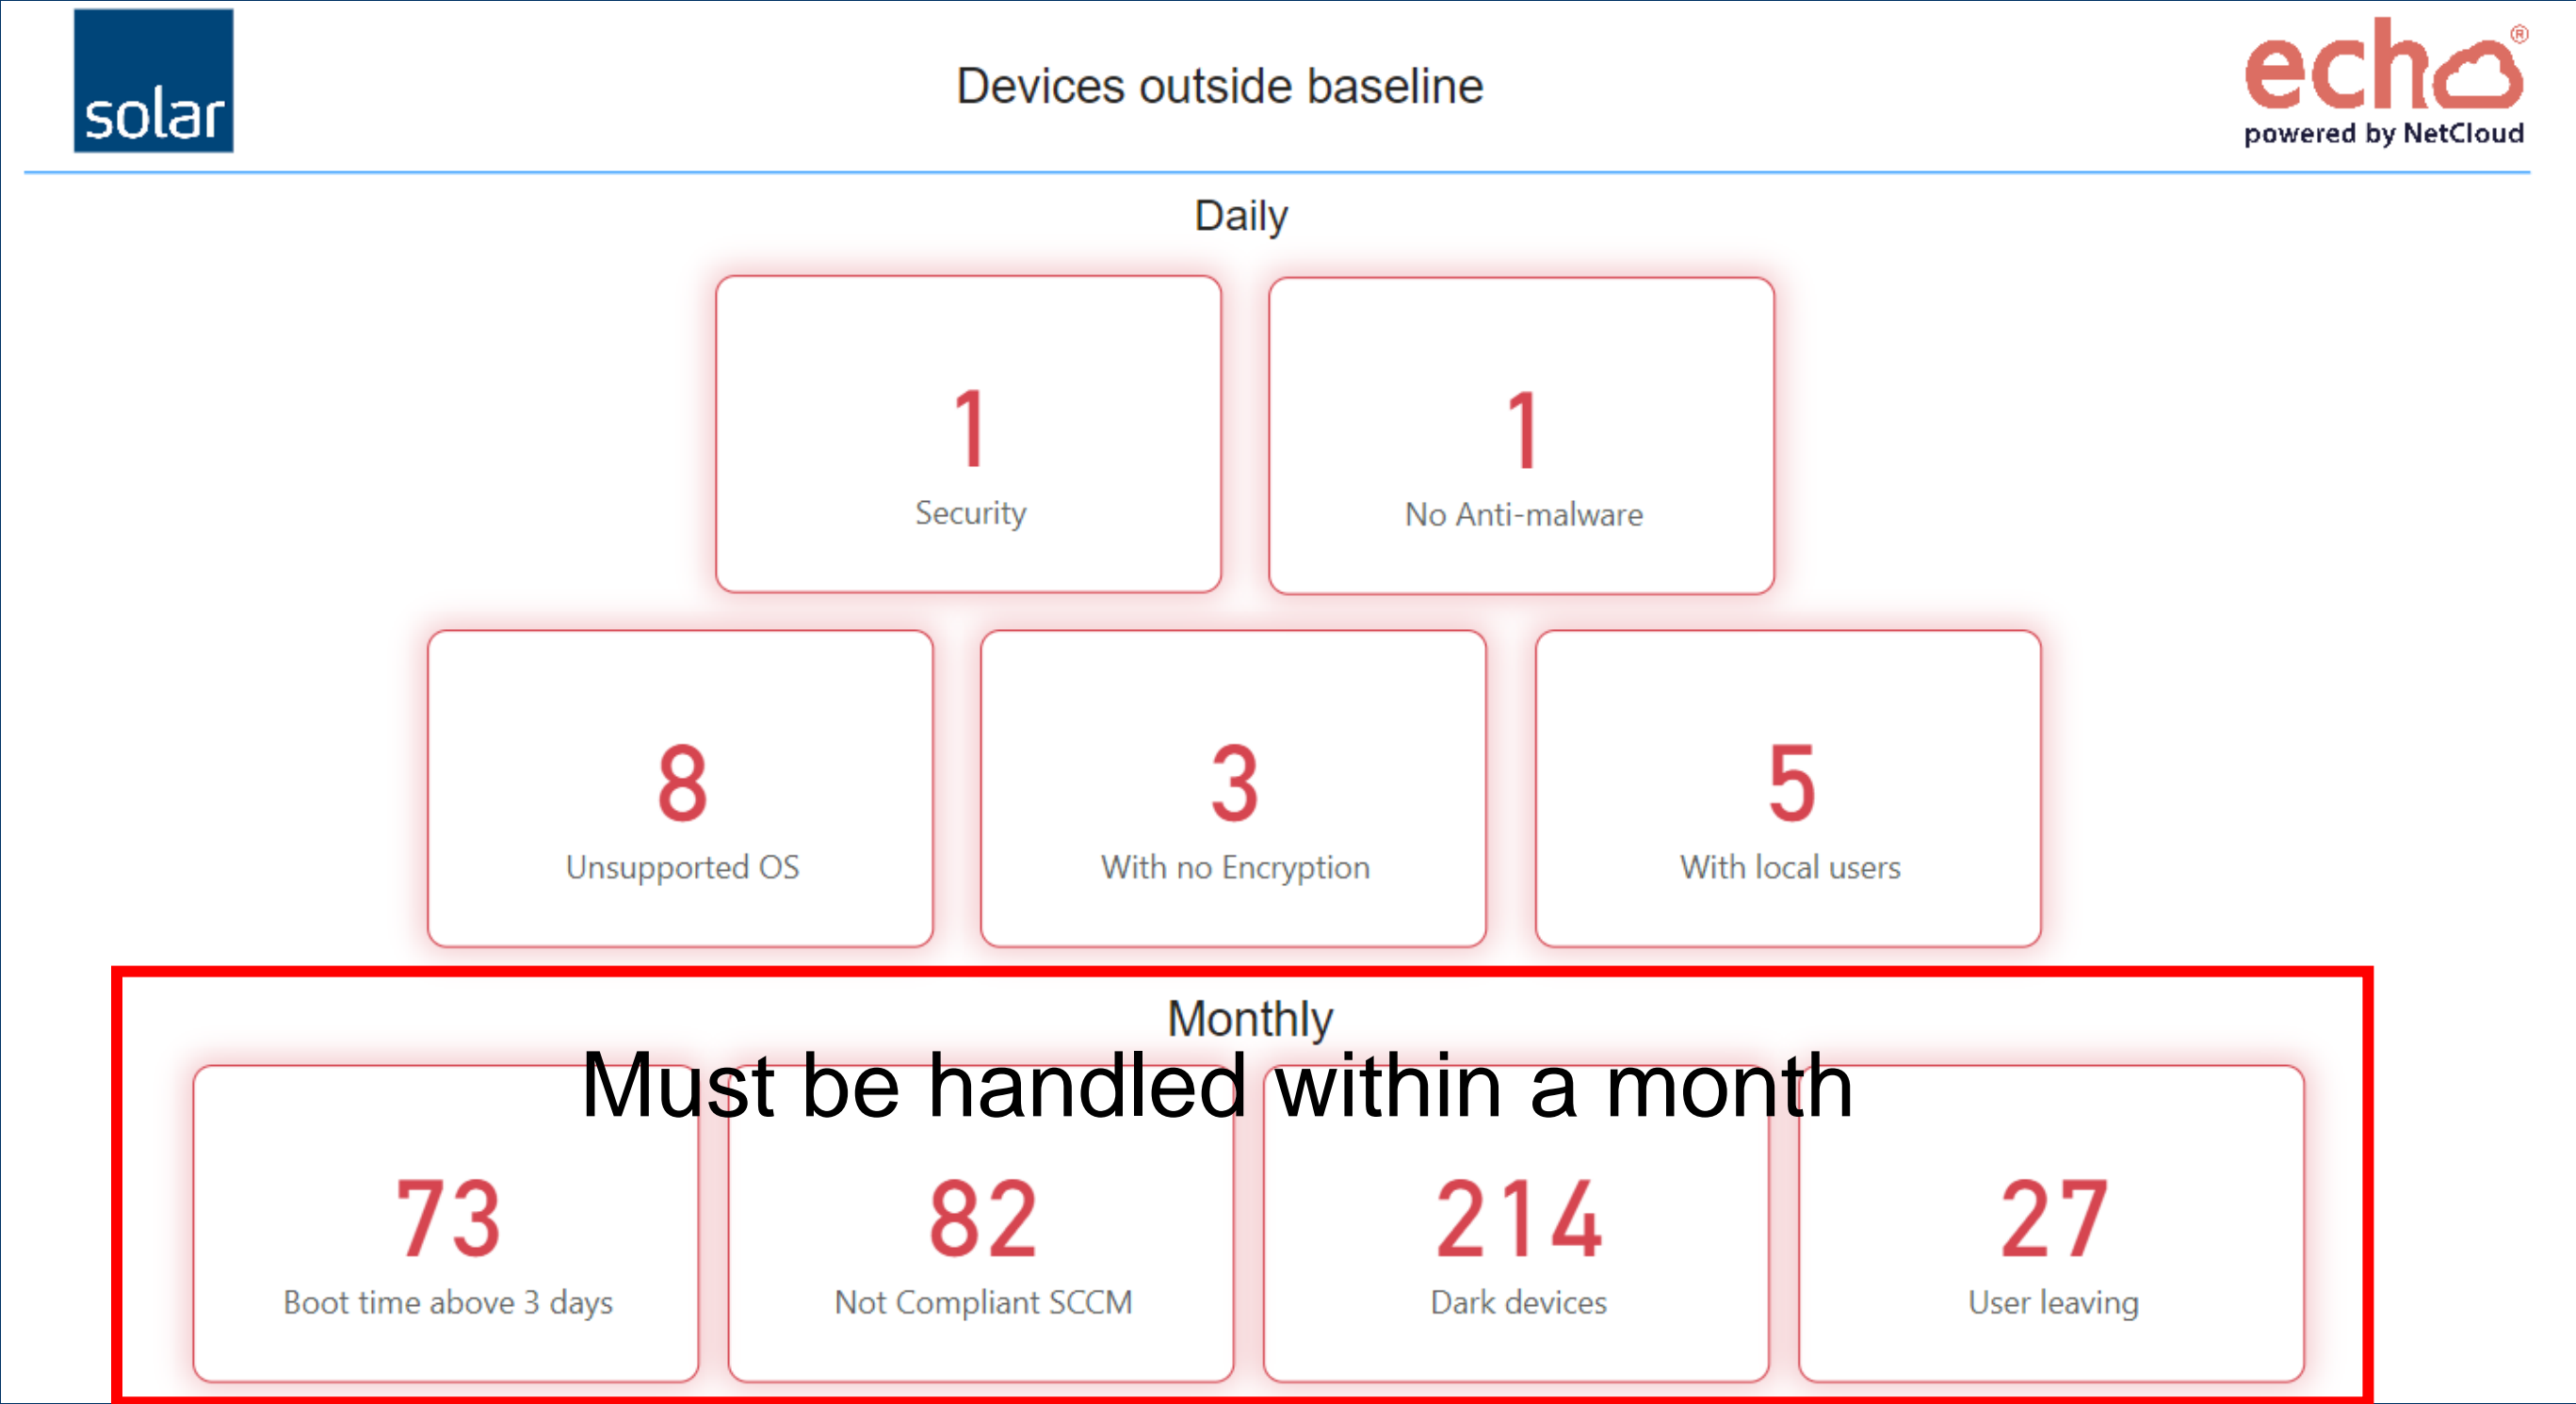 solar
Devices outside baseline
echo®
powered by NetCloud
Daily
1
Security
1
No Anti-malware
8
Unsupported OS
3
With no Encryption
5
With local users
Monthly
Must be handled within a month
73
Boot time above 3 days
82
Not Compliant SCCM
214
Dark devices
27
User leaving